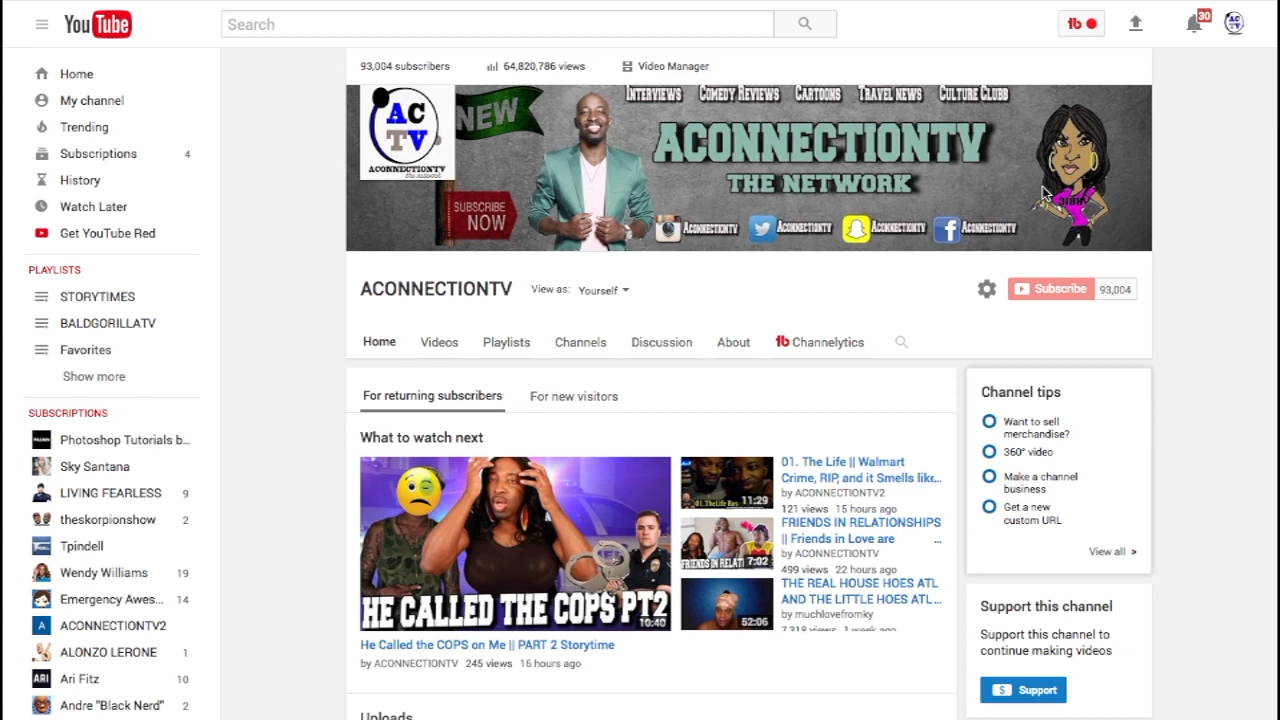 YouTube
Search
30
Home
My channel
Trending
Subscriptions 4
History
Watch Later
Get YouTube Red
PLAYLISTS
STORYTIMES
BALDGORILLATV
Favorites
Show more
SUBSCRIPTIONS
Photoshop Tutorials b...
Sky Santana
LIVING FEARLESS 9
theskorpionshow 2
Tpindell
Wendy Williams 19
Emergency Awes... 14
A ACONNECTIONTV2
ALONZO LERONE 1
ARI Ari Fitz 10
Andre "Black Nerd" 2
93,004 subscribers 64,820,786 views Video Manager
AC
TV
ACONNECTIONTV
the network
NEW
SUBSCRIBE
NOW
INTERVIEWS COMEDY REVIEWS CARTOONS TRAVEL NEWS CULTURE CLUBB
ACONNECTIONTV
THE NETWORK
ACONNECTIONTV ACONNECTIONTV ACONNECTIONTV ACONNECTIONTV
ACONNECTIONTV View as: Yourself
Subscribe 93,004
Home Videos Playlists Channels Discussion About Channelytics
For returning subscribers For new visitors
What to watch next
HE CALLED THE COPS PT2
10:40
He Called the COPS on Me || PART 2 Storytime
by ACONNECTIONTV 245 views 16 hours ago
11:29
01. The Life || Walmart
Crime, RIP, and it Smells like...
by ACONNECTIONTV2
121 views 15 hours ago
7:02
FRIENDS IN RELATIONSHIPS
|| Friends in Love are ...
by ACONNECTIONTV
499 views 22 hours ago
52:06
THE REAL HOUSE HOES ATL
AND THE LITTLE HOES ATL...
by muchlovefromky
7,318 views 1 week ago
Uploads
Channel tips
Want to sell
merchandise?
360° video
Make a channel
business
Get a new
custom URL
View all »
Support this channel
Support this channel to
continue making videos
$ Support